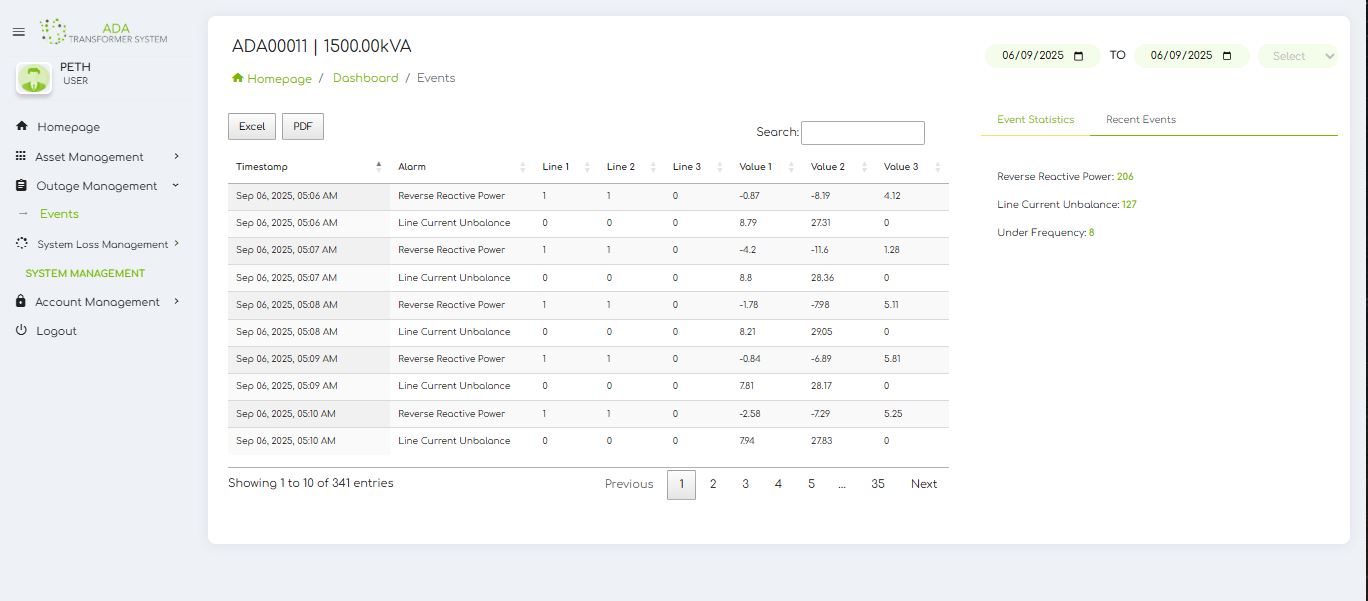 ADA
TRANSFORMER SYSTEM
PETH
USER
Homepage
Asset Management
Outage Management
Events
System Loss Management
SYSTEM MANAGEMENT
Account Management
Logout
ADA00011 | 1500.00kVA
Homepage / Dashboard / Events
06/09/2025 TO 06/09/2025 Select
Excel PDF
Search:
Timestamp Alarm Line 1 Line 2 Line 3 Value 1 Value 2 Value 3
Sep 06, 2025, 05:06 AM Reverse Reactive Power 1 1 0 -0.87 -8.19 4.12
Sep 06, 2025, 05:06 AM Line Current Unbalance 0 0 0 8.79 27.31 0
Sep 06, 2025, 05:07 AM Reverse Reactive Power 1 1 0 -4.2 -11.6 1.28
Sep 06, 2025, 05:07 AM Line Current Unbalance 0 0 0 8.8 28.36 0
Sep 06, 2025, 05:08 AM Reverse Reactive Power 1 1 0 -1.78 -7.98 5.11
Sep 06, 2025, 05:08 AM Line Current Unbalance 0 0 0 8.21 29.05 0
Sep 06, 2025, 05:09 AM Reverse Reactive Power 1 1 0 -0.84 -6.89 5.81
Sep 06, 2025, 05:09 AM Line Current Unbalance 0 0 0 7.81 28.17 0
Sep 06, 2025, 05:10 AM Reverse Reactive Power 1 1 0 -2.58 -7.29 5.25
Sep 06, 2025, 05:10 AM Line Current Unbalance 0 0 0 7.94 27.83 0
Showing 1 to 10 of 341 entries
Previous 1 2 3 4 5 ... 35 Next
Event Statistics Recent Events
Reverse Reactive Power: 206
Line Current Unbalance: 127
Under Frequency: 8